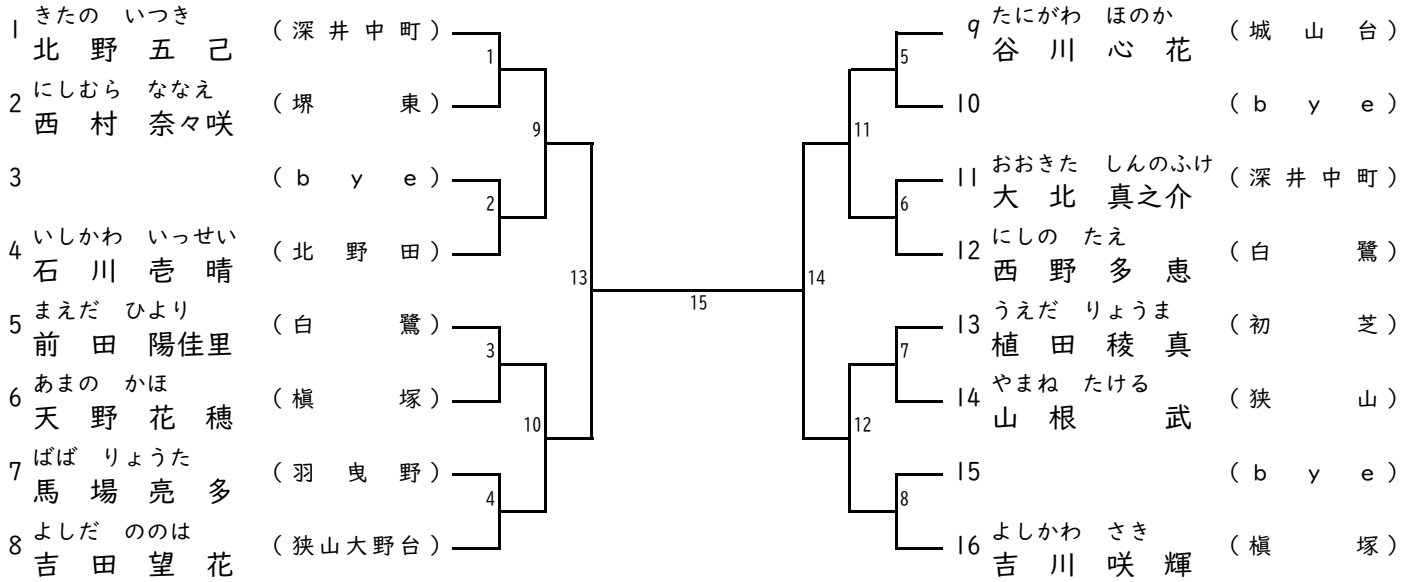 きたの いつき
1 北野 五己 (深井中町)
にしむら ななえ
2 西村 奈々咲 (堺東)
3 (bye)
いしかわ いっせい
4 石川 壱晴 (北野田)
まえだ ひより
5 前田 陽佳里 (白鷺)
あまの かほ
6 天野 花穂 (槇塚)
ばば りょうた
7 馬場 亮多 (羽曳野)
よしだ ののは
8 吉田 望花 (狭山大野台)
1
2
3
4
9
10
13
15
14
11
12
5
6
7
8
たにがわ ほのか
9 谷川 心花 (城山台)
10 (bye)
おおきた しんのふけ
11 大北 真之介 (深井中町)
にしの たえ
12 西野 多恵 (白鷺)
うえだ りょうま
13 植田 稜真 (初芝)
やまね たける
14 山根 武 (狭山)
15 (bye)
よしかわ さき
16 吉川 咲輝 (槇塚)